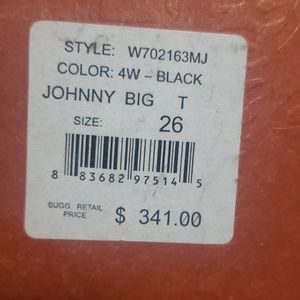 STYLE: W702163MJ
COLOR: 4W - BLACK
JOHNNY BIG T
SIZE: 26
8 83682 97514 5
SUGG. RETAIL
PRICE $ 341.00